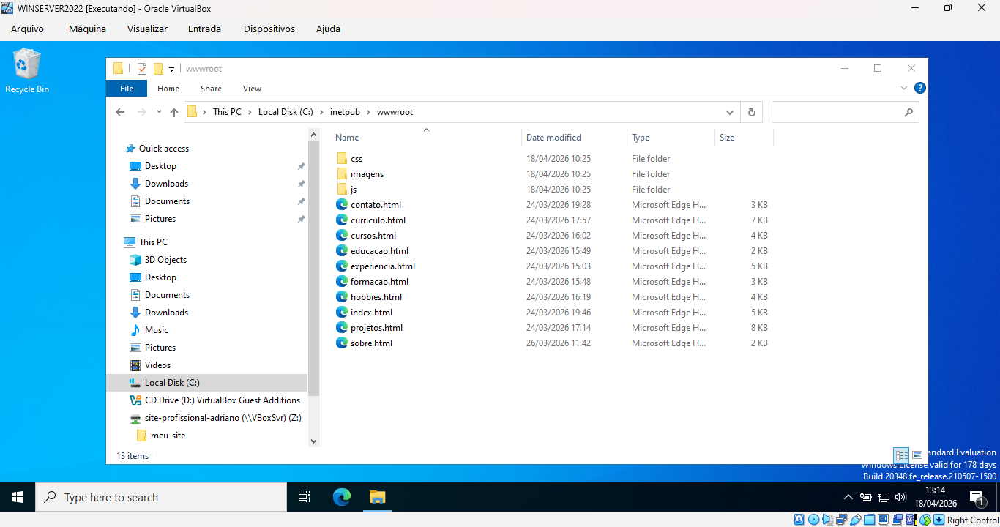 WINSERVER2022 [Executando] - Oracle VirtualBox
Arquivo Máquina Visualizar Entrada Dispositivos Ajuda
Recycle Bin
wwwroot
File Home Share View
This PC Local Disk (C:) inetpub wwwroot
Quick access
Desktop
Downloads
Documents
Pictures
This PC
3D Objects
Desktop
Documents
Downloads
Music
Pictures
Videos
Local Disk (C:)
CD Drive (D:) VirtualBox Guest Additions
site-profissional-adriano (\\VBoxSvr) (Z:)
meu-site
Name Date modified Type Size
css 18/04/2026 10:25 File folder
imagens 18/04/2026 10:25 File folder
js 18/04/2026 10:25 File folder
contato.html 24/03/2026 19:28 Microsoft Edge H... 3 KB
curriculo.html 24/03/2026 17:57 Microsoft Edge H... 7 KB
cursos.html 24/03/2026 16:02 Microsoft Edge H... 4 KB
educacao.html 24/03/2026 15:49 Microsoft Edge H... 2 KB
experiencia.html 24/03/2026 15:03 Microsoft Edge H... 5 KB
formacao.html 24/03/2026 15:48 Microsoft Edge H... 3 KB
hobbies.html 24/03/2026 16:19 Microsoft Edge H... 4 KB
index.html 24/03/2026 19:46 Microsoft Edge H... 5 KB
projetos.html 24/03/2026 17:14 Microsoft Edge H... 8 KB
sobre.html 26/03/2026 11:42 Microsoft Edge H... 2 KB
13 items
andard Evaluation
Windows License valid for 178 days
Build 20348.fe_release.210507-1500
Type here to search
13:14
18/04/2026
1
Right Control